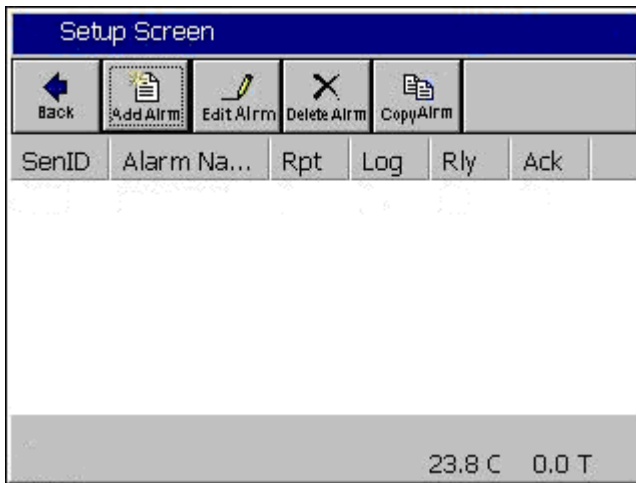 Setup Screen
Back Add Alrm Edit Alrm Delete Alrm CopyAlrm
SenID Alarm Na... Rpt Log Rly Ack
23.8 C 0.0 T